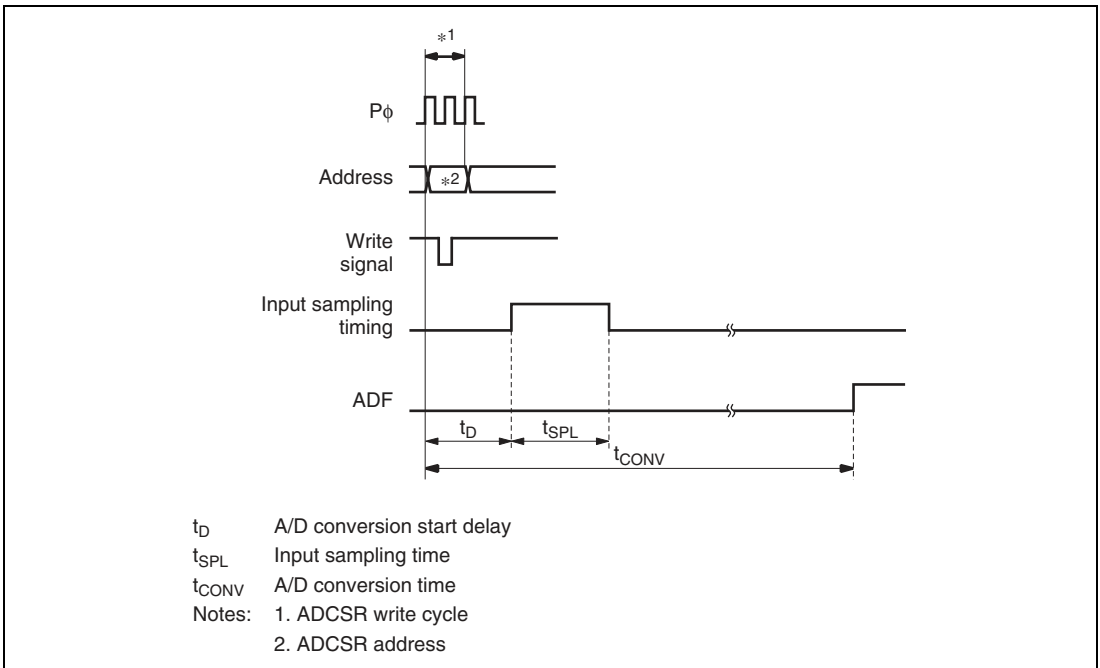 *1
Pϕ
Address
*2
Write
signal
Input sampling
timing
ADF
tD
tSPL
tCONV
tD A/D conversion start delay
tSPL Input sampling time
tCONV A/D conversion time
Notes: 1. ADCSR write cycle
2. ADCSR address